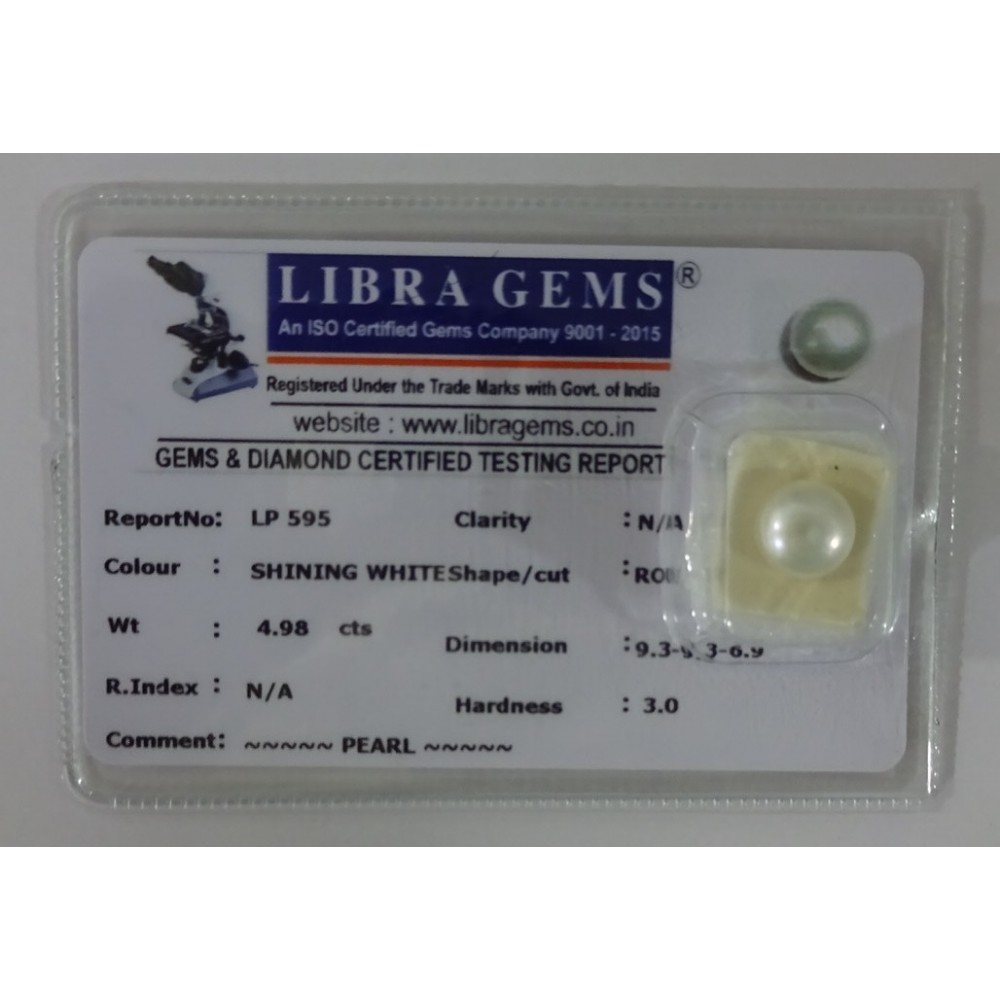 LIBRA GEMS ®
An ISO Certified Gems Company 9001 - 2015
Registered Under the Trade Marks with Govt. of India
website : www.libragems.co.in
GEMS & DIAMOND CERTIFIED TESTING REPORT
ReportNo: LP 595 Clarity : N/A
Colour : SHINING WHITE Shape/cut :
Wt : 4.98 cts
Dimension :
R.Index : N/A
Hardness : 3.0
Comment: ~~~~~ PEARL ~~~~~